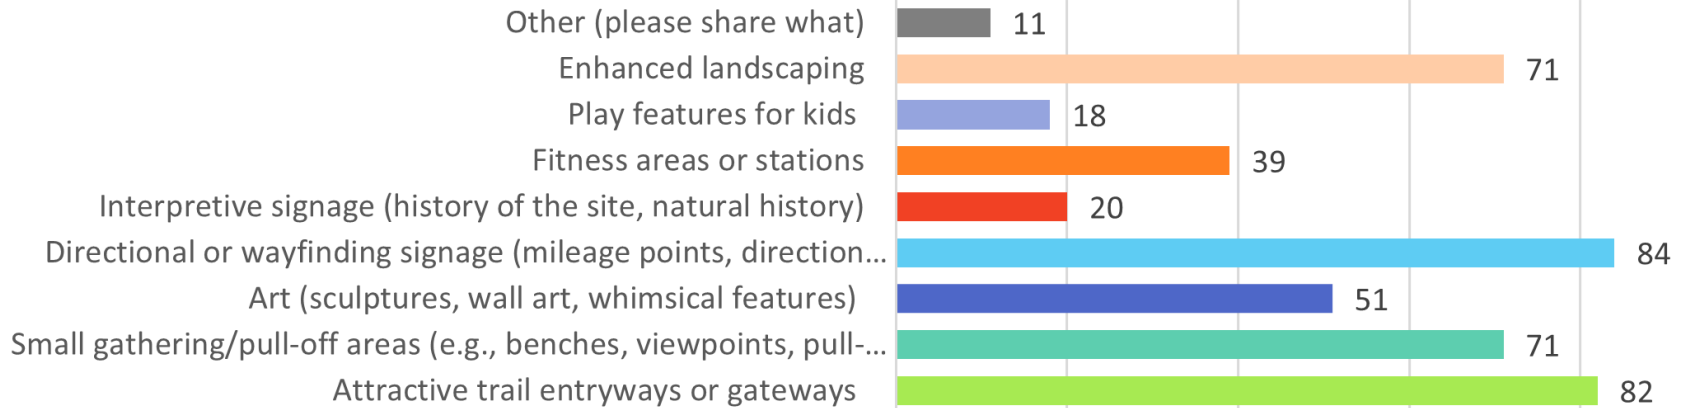 Other (please share what) 11
Enhanced landscaping 71
Play features for kids 18
Fitness areas or stations 39
Interpretive signage (history of the site, natural history) 20
Directional or wayfinding signage (mileage points, direction... 84
Art (sculptures, wall art, whimsical features) 51
Small gathering/pull-off areas (e.g., benches, viewpoints, pull-... 71
Attractive trail entryways or gateways 82